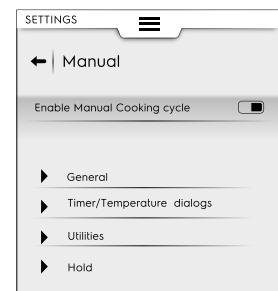 SETTINGS
Manual
Enable Manual Cooking cycle
General
Timer/Temperature dialogs
Utilities
Hold